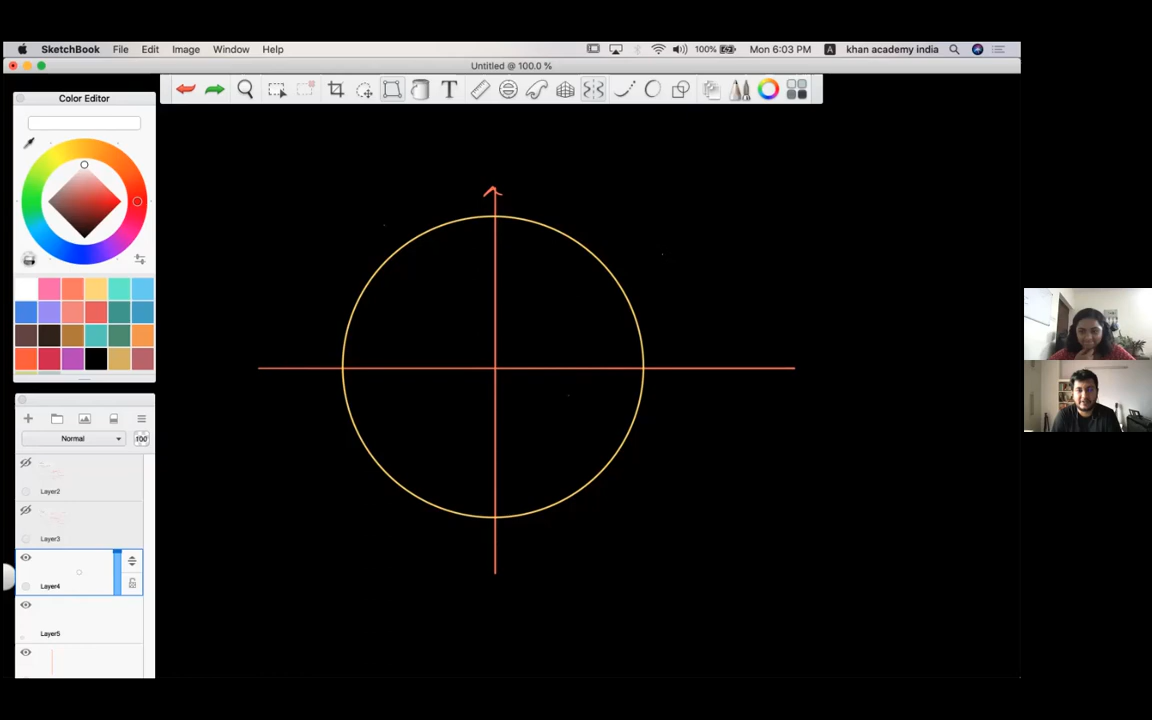 SketchBook File Edit Image Window Help 100% Mon 6:03 PM A khan academy india
Untitled @ 100.0 %
T
Color Editor
Normal 100
Layer2
Layer3
Layer4
Layer5